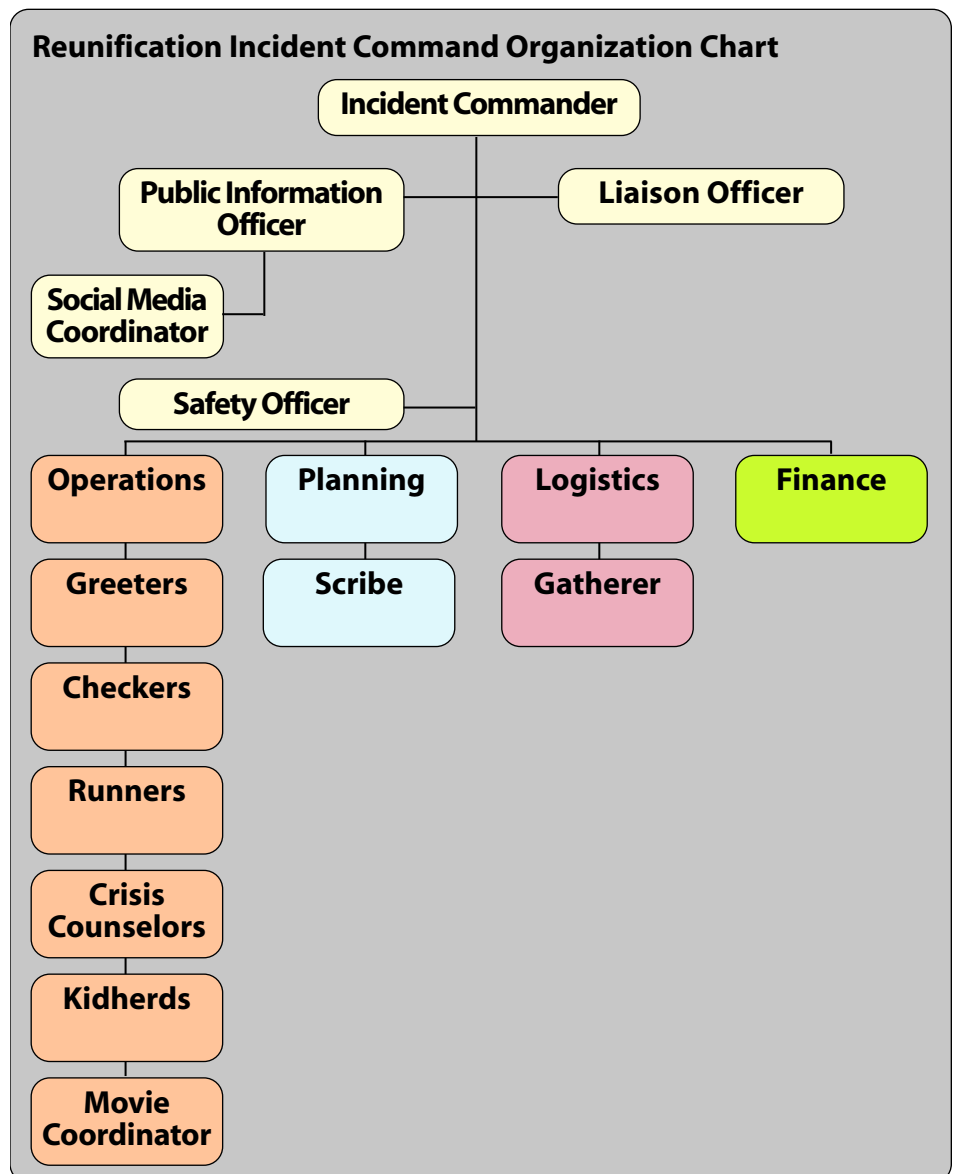 Reunification Incident Command Organization Chart
Incident Commander
Public Information
Officer
Liaison Officer
Social Media
Coordinator
Safety Officer
Operations
Planning
Logistics
Finance
Greeters
Scribe
Gatherer
Checkers
Runners
Crisis
Counselors
Kidherds
Movie
Coordinator